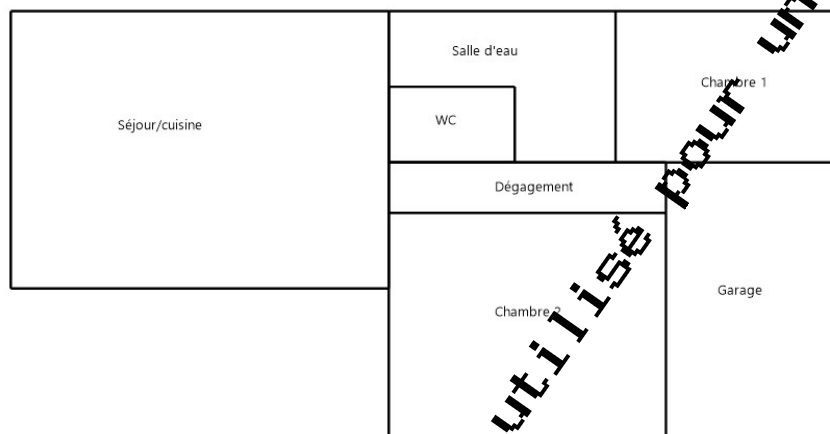 Salle d'eau
Chambre 1
Séjour/cuisine
WC
Dégagement
Garage
Chambre 2
utilisé pour un